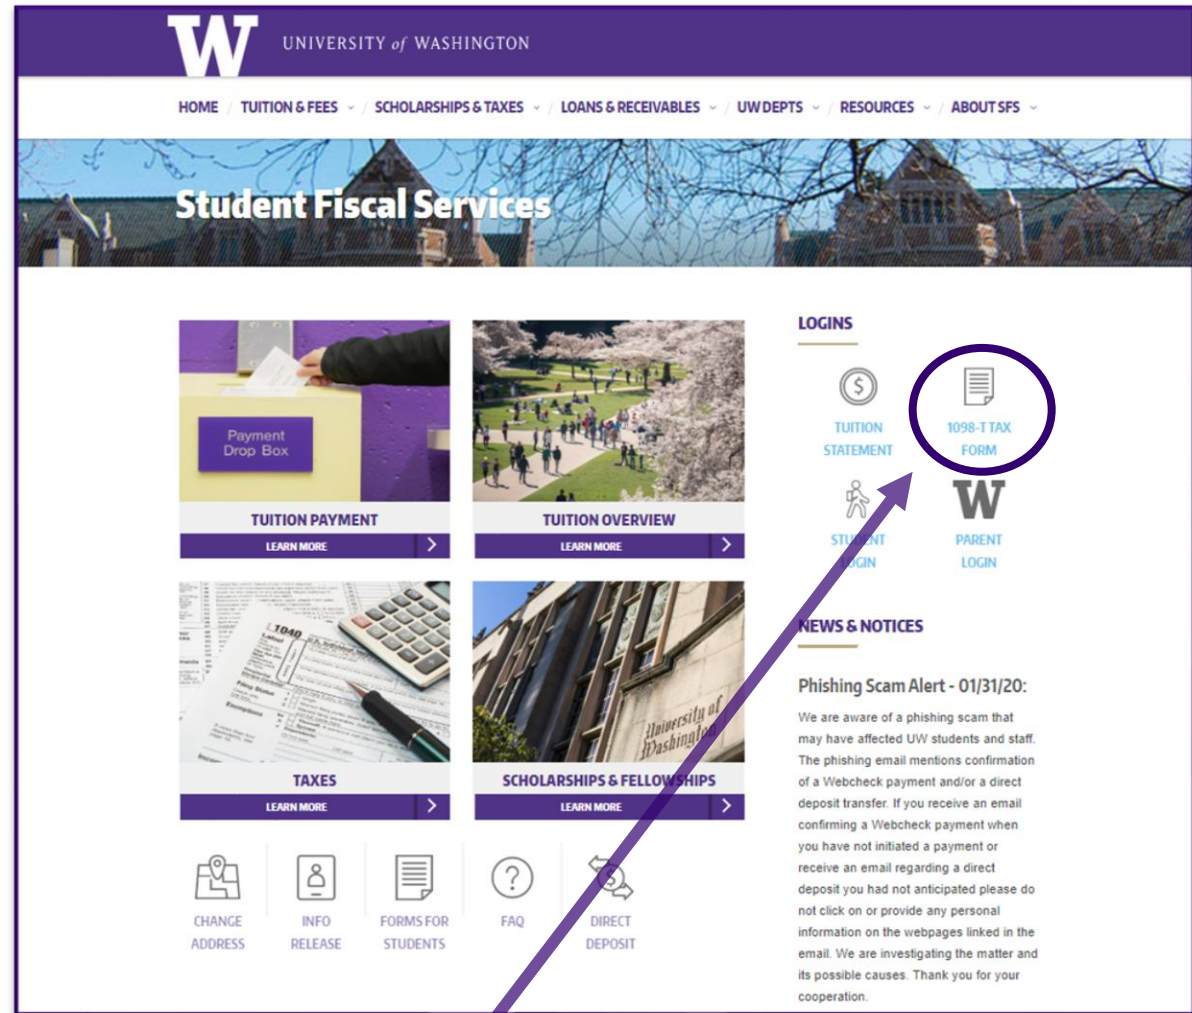 W UNIVERSITY of WASHINGTON
HOME / TUITION & FEES / SCHOLARSHIPS & TAXES / LOANS & RECEIVABLES / UW DEPTS / RESOURCES / ABOUT SFS
Student Fiscal Services
Payment
Drop Box
TUITION PAYMENT
LEARN MORE
TUITION OVERVIEW
LEARN MORE
1040
TAXES
LEARN MORE
University of
Washington
SCHOLARSHIPS & FELLOWSHIPS
LEARN MORE
CHANGE
ADDRESS
INFO
RELEASE
FORMS FOR
STUDENTS
FAQ
DIRECT
DEPOSIT
LOGINS
TUITION
STATEMENT
1098-T TAX
FORM
STUDENT
LOGIN
W
PARENT
LOGIN
NEWS & NOTICES
Phishing Scam Alert - 01/31/20:
We are aware of a phishing scam that
may have affected UW students and staff.
The phishing email mentions confirmation
of a Webcheck payment and/or a direct
deposit transfer. If you receive an email
confirming a Webcheck payment when
you have not initiated a payment or
receive an email regarding a direct
deposit you had not anticipated please do
not click on or provide any personal
information on the webpages linked in the
email. We are investigating the matter and
its possible causes. Thank you for your
cooperation.